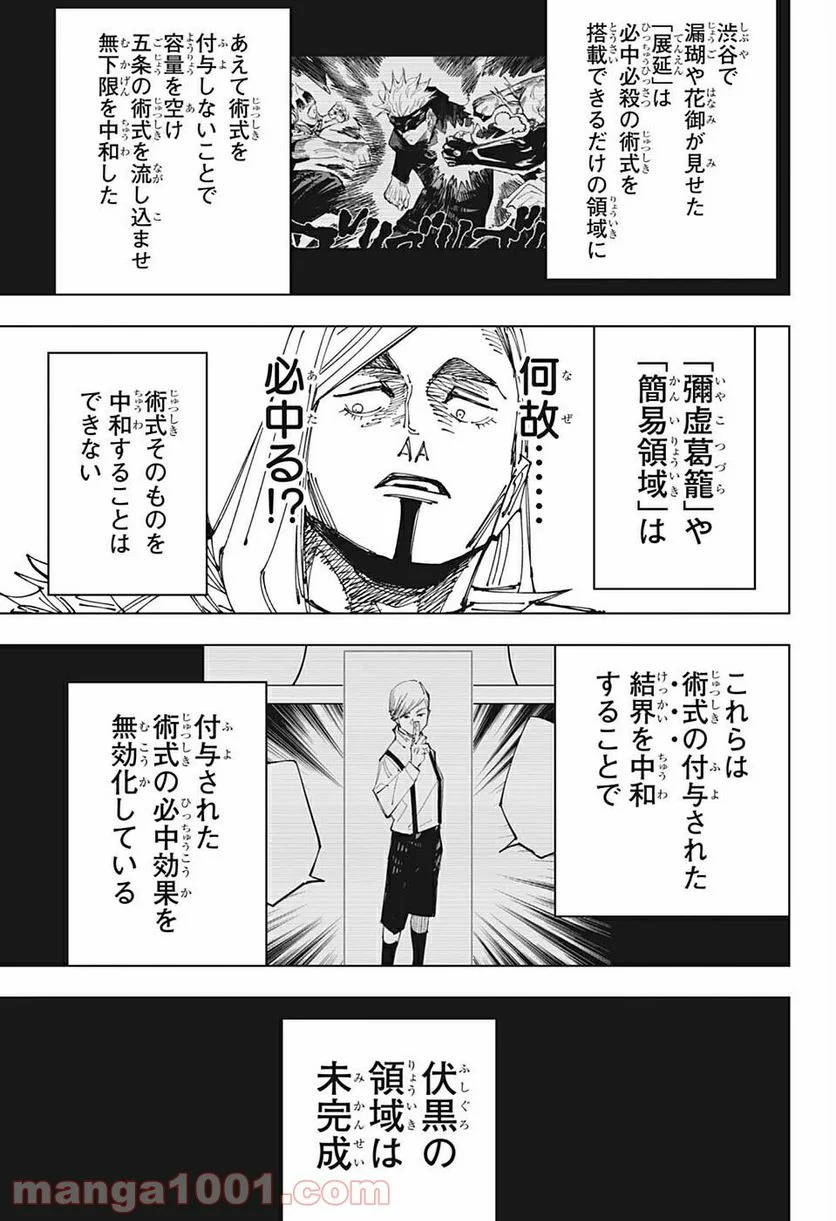 渋谷で
漏瑚や花御が見せた
「展延」は
必中必殺の術式を
搭載できるだけの領域に
あえて術式を
付与しないことで
容量を空け
五条の術式を流し込ませ
無下限を中和した
「彌虚葛籠」や
「簡易領域」は
何故……
必中る!?
術式そのものを
中和することは
できない
これらは
術式の付与された
結界を中和
することで
付与された
術式の必中効果を
無効化している
伏黒の
領域は
未完成
manga1001.com